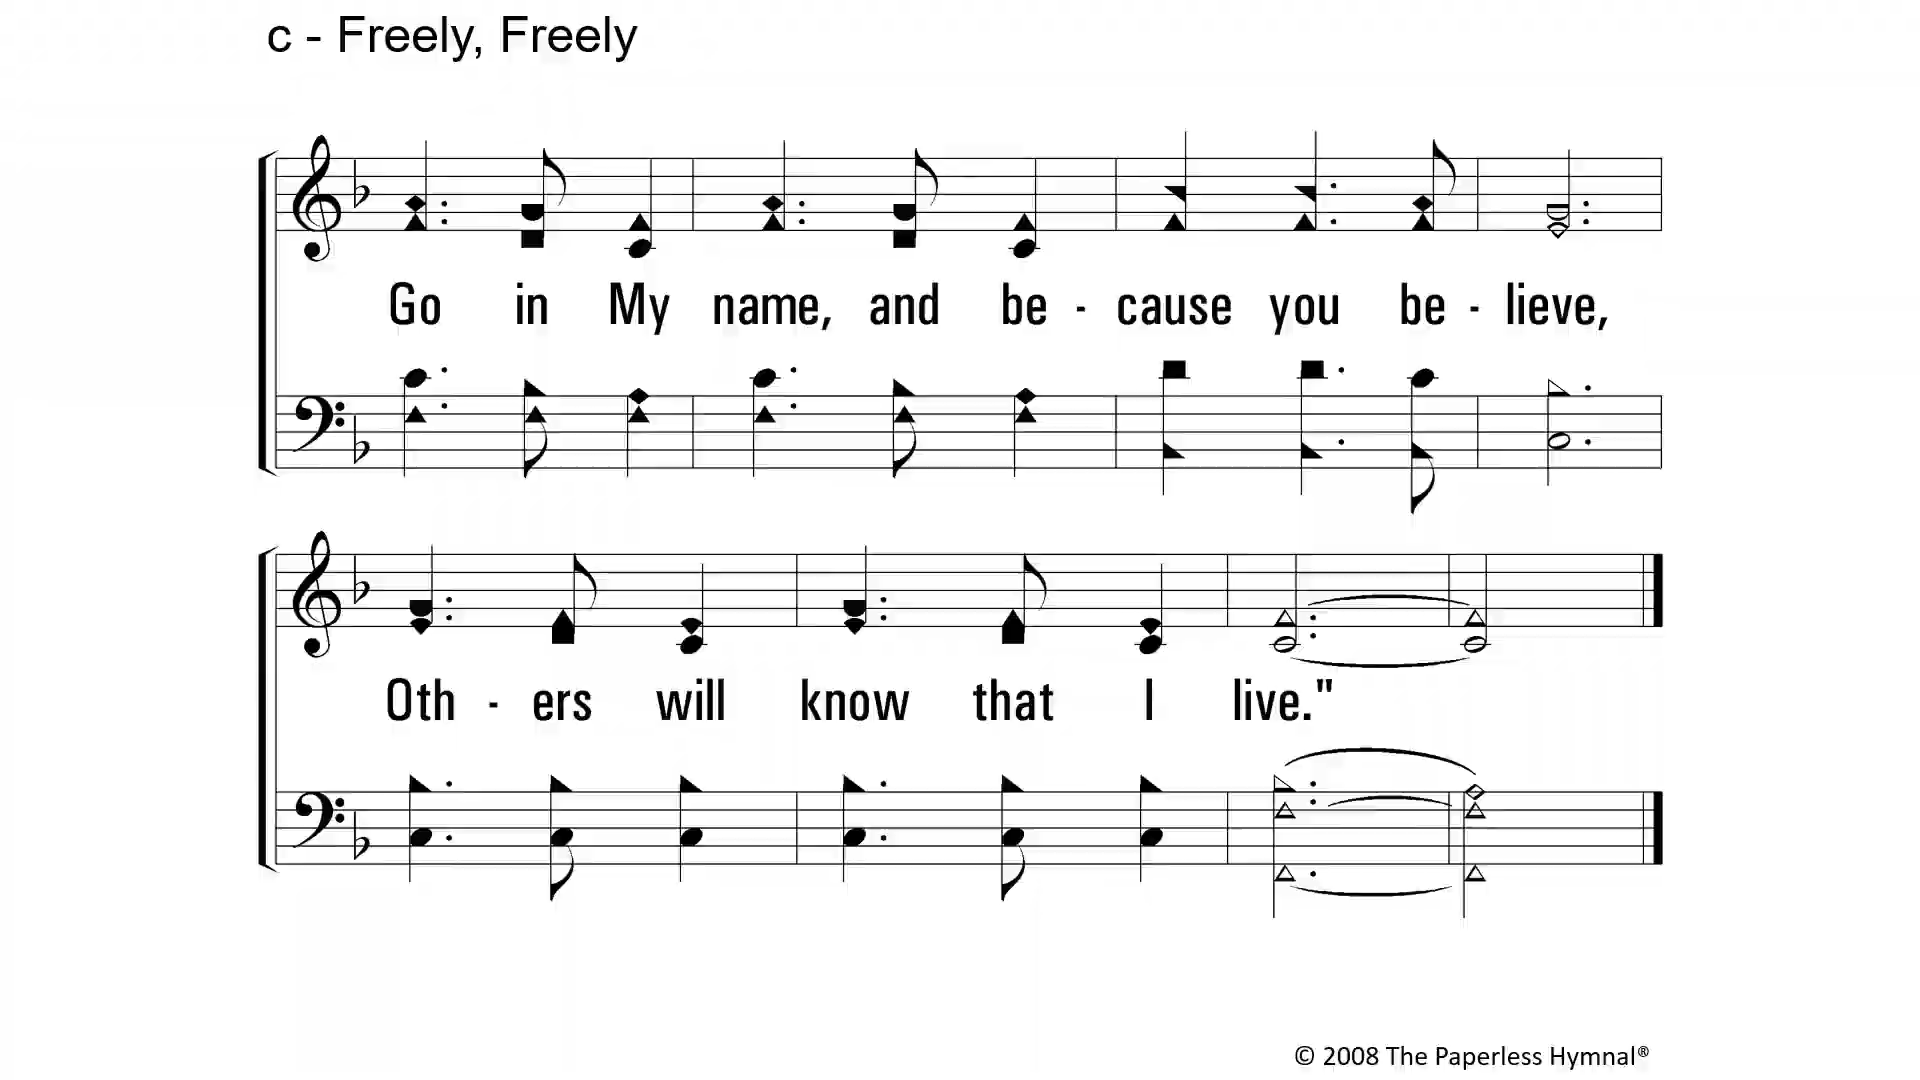 c - Freely, Freely
Go in My name, and be - cause you be - lieve,
Oth - ers will know that I live."
© 2008 The Paperless Hymnal®